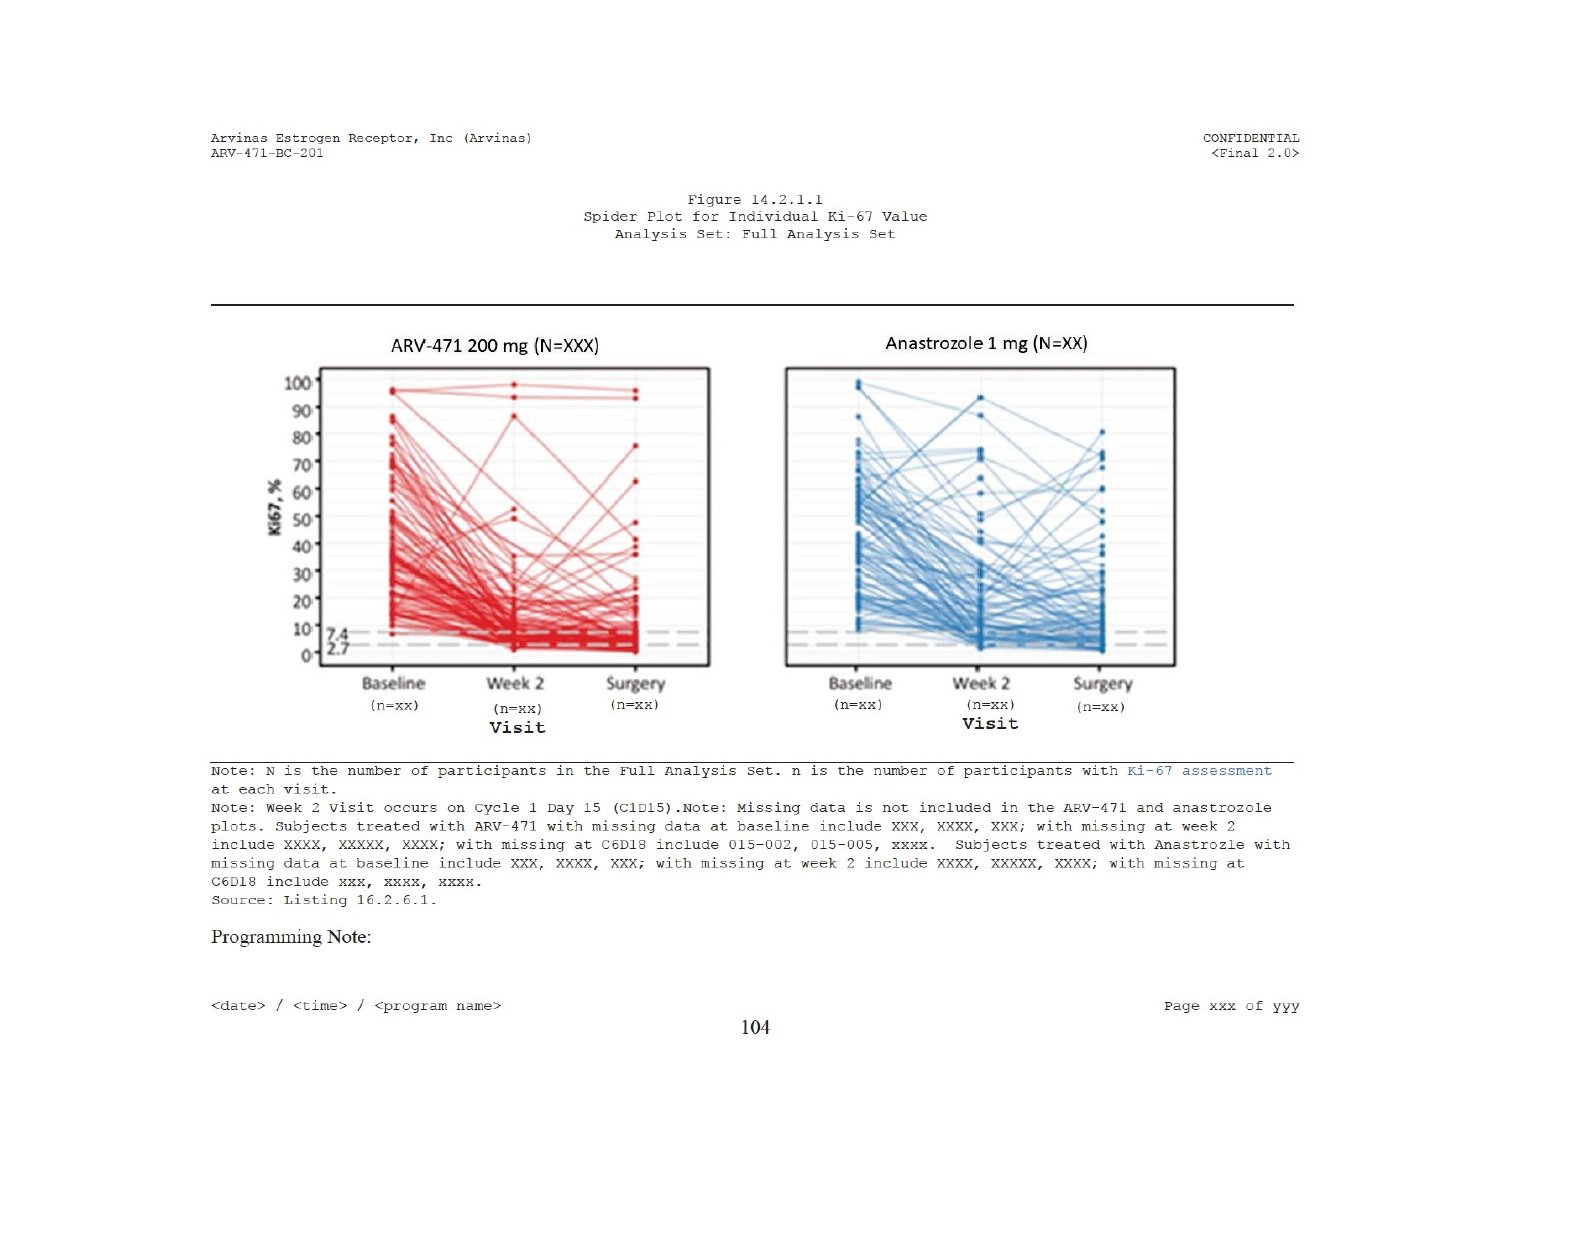 Arvinas Estrogen Receptor, Inc (Arvinas) CONFIDENTIAL
ARV-471-BC-201 <Final 2.0>
Figure 14.2.1.1
Spider Plot for Individual Ki-67 Value
Analysis Set: Full Analysis Set
ARV-471 200 mg (N=XXX)
Anastrozole 1 mg (N=XX)
Ki67, %
100
90
80
70
60
50
40
30
20
10
0
7.4
2.7
Baseline Week 2 Surgery
(n=xx) (n=xx) (n=xx)
Visit
Baseline Week 2 Surgery
(n=xx) (n=xx) (n=xx)
Visit
Note: N is the number of participants in the Full Analysis Set. n is the number of participants with Ki-67 assessment
at each visit.
Note: Week 2 Visit occurs on Cycle 1 Day 15 (C1D15).Note: Missing data is not included in the ARV-471 and anastrozole
plots. Subjects treated with ARV-471 with missing data at baseline include XXX, XXXX, XXX; with missing at week 2
include XXXX, XXXXX, XXXX; with missing at C6D18 include 015-002, 015-005, xxxx.  Subjects treated with Anastrozle with
missing data at baseline include XXX, XXXX, XXX; with missing at week 2 include XXXX, XXXXX, XXXX; with missing at
C6D18 include xxx, xxxx, xxxx.
Source: Listing 16.2.6.1.
Programming Note:
<date> / <time> / <program name> Page xxx of yyy
104